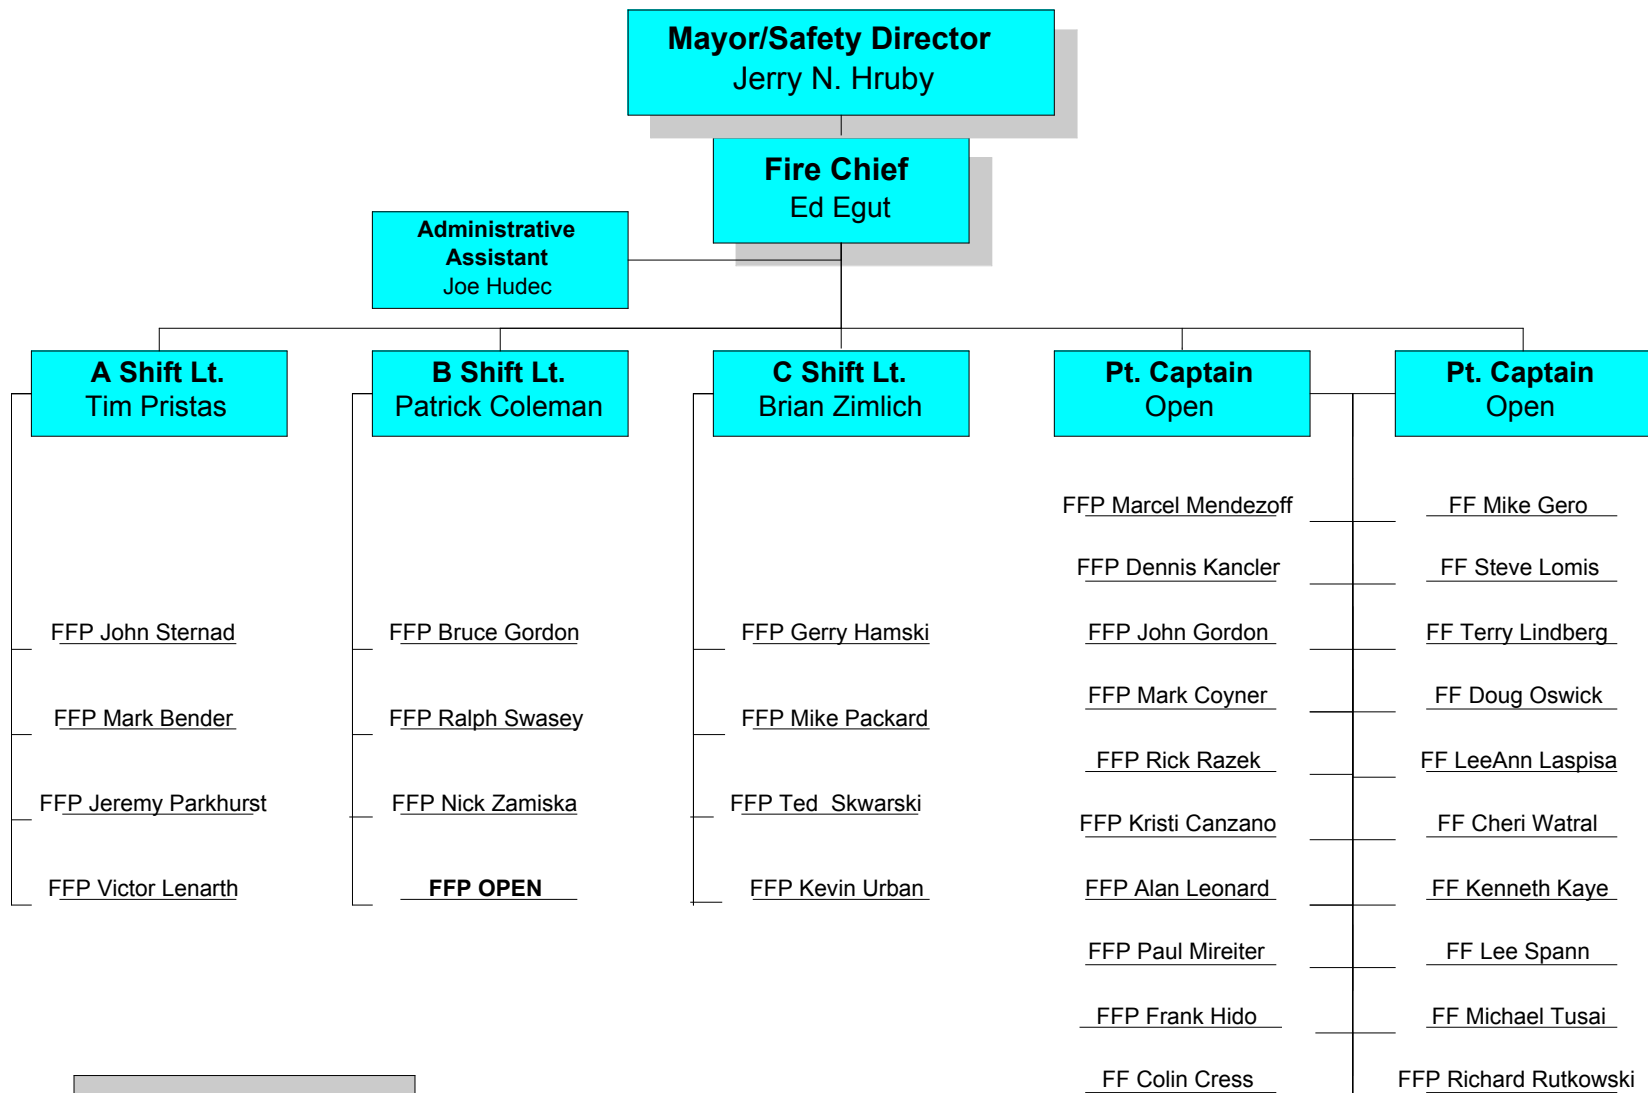 Mayor/Safety Director
Jerry N. Hruby
Fire Chief
Ed Egut
Administrative
Assistant
Joe Hudec
A Shift Lt.
Tim Pristas
B Shift Lt.
Patrick Coleman
C Shift Lt.
Brian Zimlich
Pt. Captain
Open
Pt. Captain
Open
FFP John Sternad
FFP Mark Bender
FFP Jeremy Parkhurst
FFP Victor Lenarth
FFP Bruce Gordon
FFP Ralph Swasey
FFP Nick Zamiska
FFP OPEN
FFP Gerry Hamski
FFP Mike Packard
FFP Ted  Skwarski
FFP Kevin Urban
FFP Marcel Mendezoff
FFP Dennis Kancler
FFP John Gordon
FFP Mark Coyner
FFP Rick Razek
FFP Kristi Canzano
FFP Alan Leonard
FFP Paul Mireiter
FFP Frank Hido
FF Colin Cress
FF Mike Gero
FF Steve Lomis
FF Terry Lindberg
FF Doug Oswick
FF LeeAnn Laspisa
FF Cheri Watral
FF Kenneth Kaye
FF Lee Spann
FF Michael Tusai
FFP Richard Rutkowski